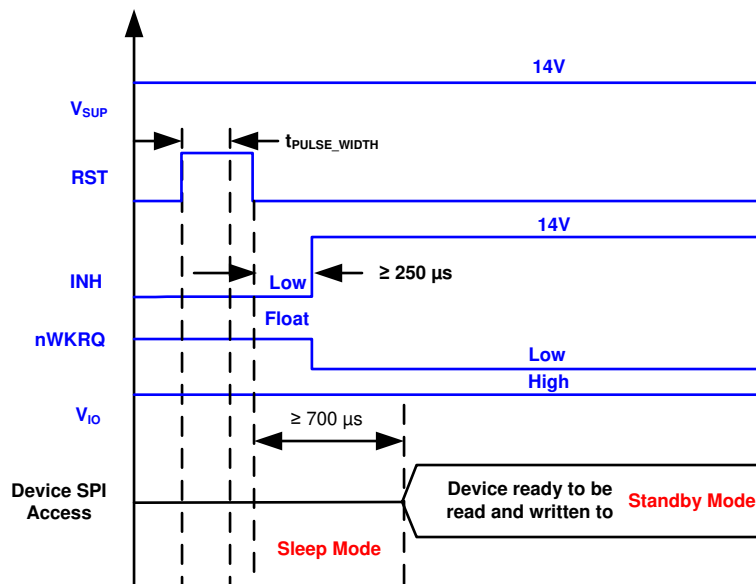 14V
VSUP
tPULSE_WIDTH
RST
14V
≥ 250 µs
INH
Low
Float
nWKRQ
Low
High
VIO
≥ 700 µs
Device SPI
Access
Device ready to be
read and written to
Standby Mode
Sleep Mode